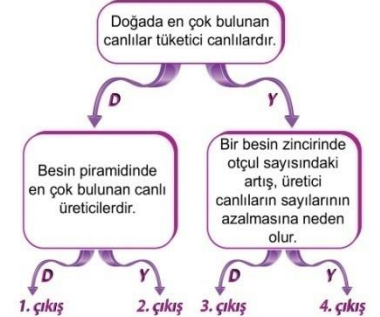 Doğada en çok bulunan
canlılar tüketici canlılardır.
D
Y
Besin piramidinde
en çok bulunan canlı
üreticilerdir.
Bir besin zincirinde
otçul sayısındaki
artış, üretici
canlıların sayılarının
azalmasına neden
olur.
D
Y
D
Y
1. çıkış
2. çıkış
3. çıkış
4. çıkış